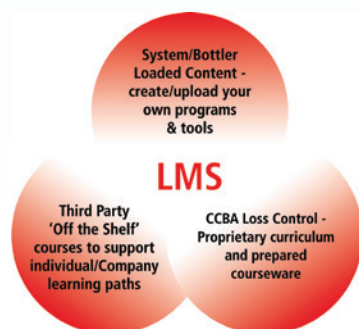 System/Bottler
Loaded Content -
create/upload your
own programs
& tools
LMS
Third Party
‘Off the Shelf’
courses to support
individual/Company
learning paths
CCBA Loss Control -
Proprietary curriculum
and prepared
courseware